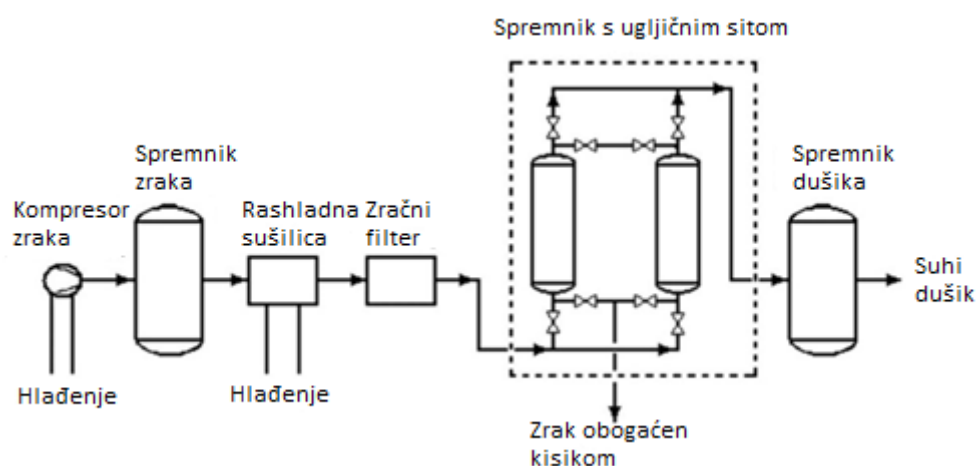 Spremnik s ugljičnim sitom
Spremnik
zraka
Kompresor
zraka
Rashladna
sušilica
Zračni
filter
Spremnik
dušika
Suhi
dušik
Hlađenje
Hlađenje
Zrak obogaćen
kisikom